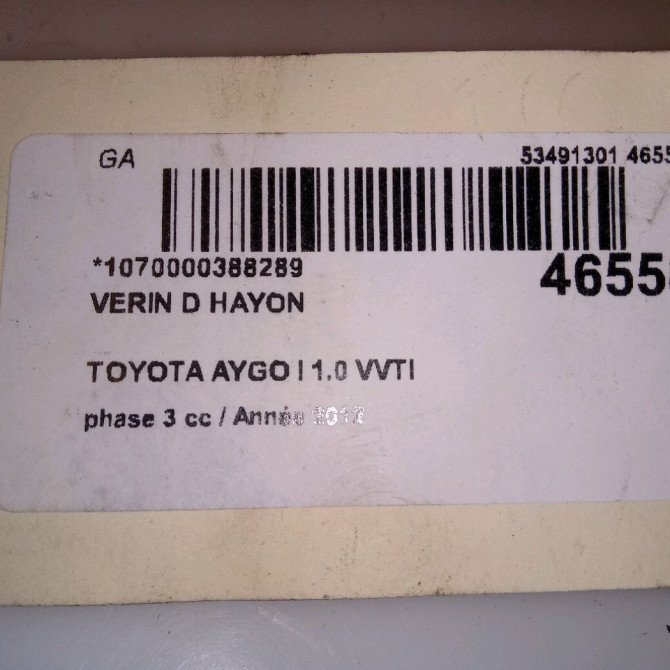 GA 53491301 4655
*1070000388289 4655
VERIN D HAYON
TOYOTA AYGO I 1.0 VVTI
phase 3 cc / Année 2012